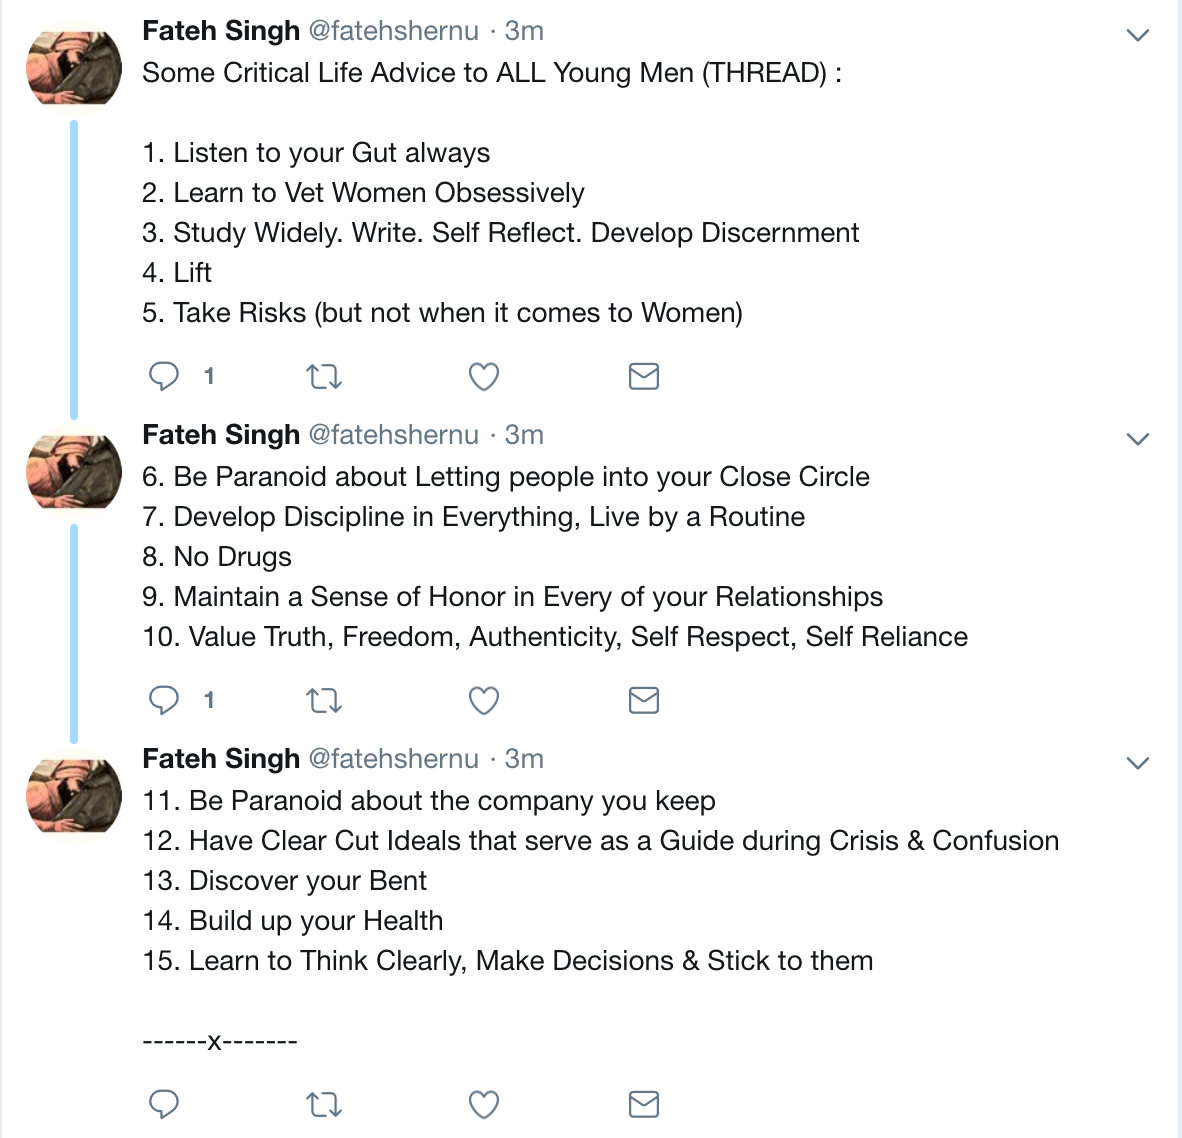 Fateh Singh @fatehshernu · 3m
Some Critical Life Advice to ALL Young Men (THREAD) :
1. Listen to your Gut always
2. Learn to Vet Women Obsessively
3. Study Widely. Write. Self Reflect. Develop Discernment
4. Lift
5. Take Risks (but not when it comes to Women)
1
Fateh Singh @fatehshernu · 3m
6. Be Paranoid about Letting people into your Close Circle
7. Develop Discipline in Everything, Live by a Routine
8. No Drugs
9. Maintain a Sense of Honor in Every of your Relationships
10. Value Truth, Freedom, Authenticity, Self Respect, Self Reliance
1
Fateh Singh @fatehshernu · 3m
11. Be Paranoid about the company you keep
12. Have Clear Cut Ideals that serve as a Guide during Crisis & Confusion
13. Discover your Bent
14. Build up your Health
15. Learn to Think Clearly, Make Decisions & Stick to them
------x-------